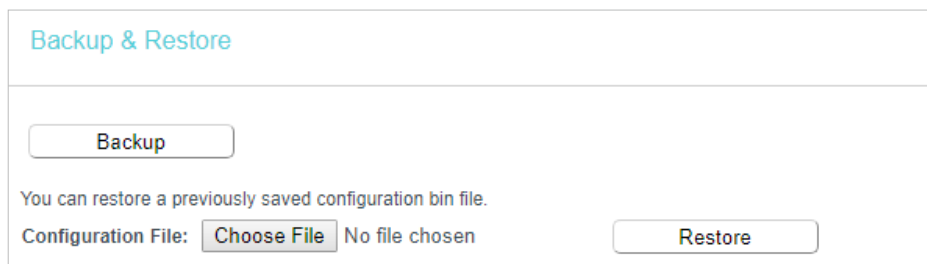 Backup & Restore
Backup
You can restore a previously saved configuration bin file.
Configuration File: Choose File No file chosen Restore